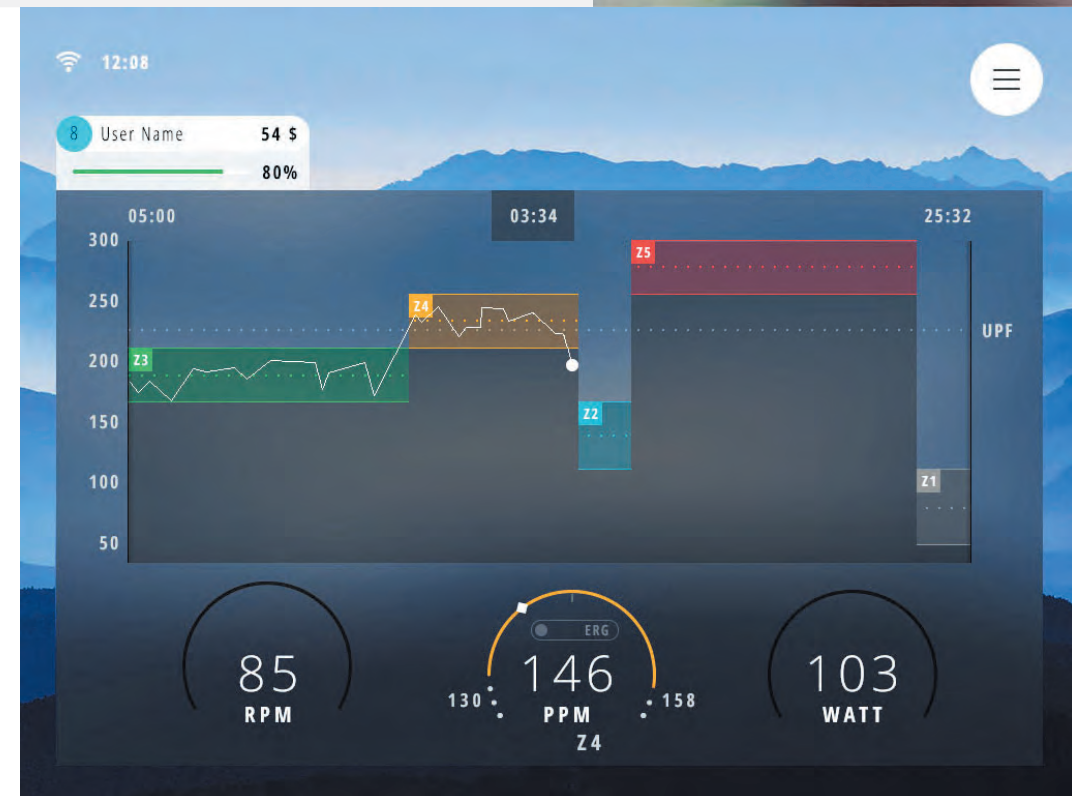 12:08
8 User Name 54 $
80%
05:00 03:34 25:32
300
Z5
250
Z4
UPF
200 Z3
150 Z2
100
Z1
50
ERG
85 146 103
130 158
RPM PPM WATT
Z4